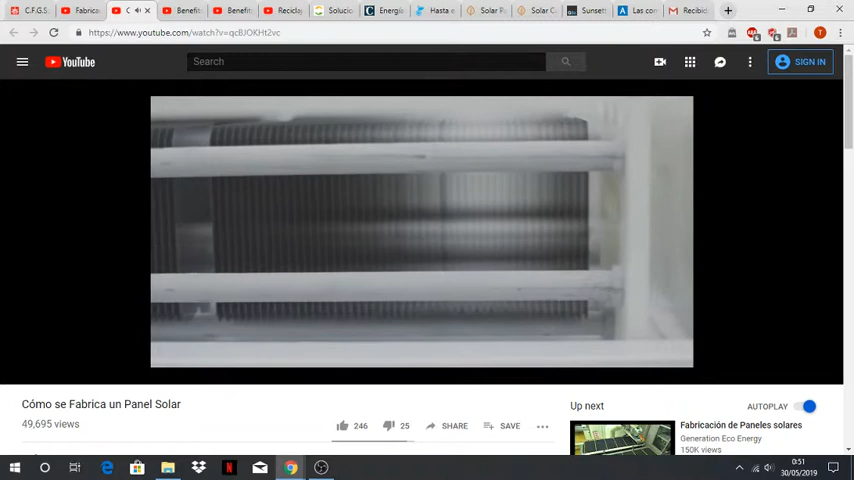 C.F.G.S.
Fabrica
C
Benefit
Benefit
Reciclaj
Solucio
Energía
Hasta e
Solar P
Solar C
Sunset
Las con
Recibid
https://www.youtube.com/watch?v=qcBJOKHt2vc
T
YouTube
Search
SIGN IN
Cómo se Fabrica un Panel Solar
49,695 views
246
25
SHARE
SAVE
Up next
AUTOPLAY
Fabricación de Paneles solares
Generation Eco Energy
150K views
0:51
30/05/2019